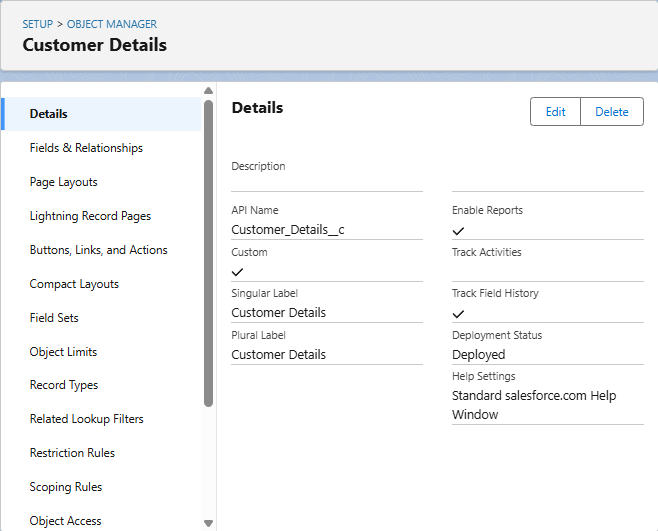 SETUP > OBJECT MANAGER
Customer Details
Details
Fields & Relationships
Page Layouts
Lightning Record Pages
Buttons, Links, and Actions
Compact Layouts
Field Sets
Object Limits
Record Types
Related Lookup Filters
Restriction Rules
Scoping Rules
Object Access
Details
Edit
Delete
Description
API Name
Customer_Details__c
Custom
Singular Label
Customer Details
Plural Label
Customer Details
Enable Reports
Track Activities
Track Field History
Deployment Status
Deployed
Help Settings
Standard salesforce.com Help
Window